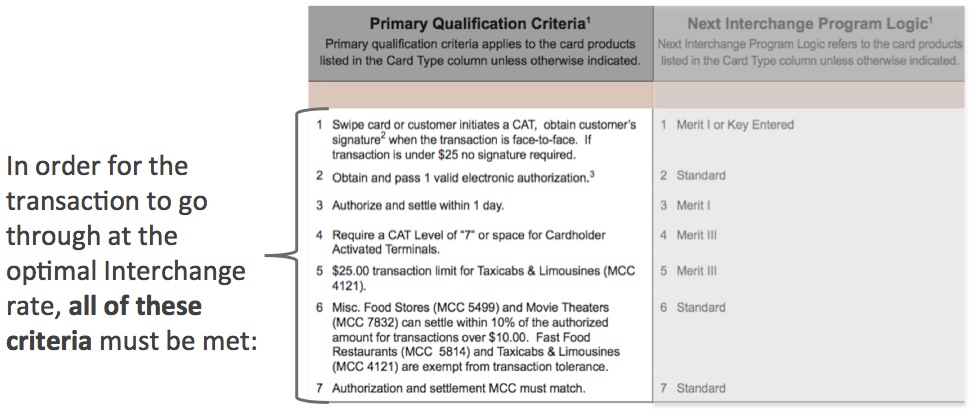 Primary Qualification Criteria¹
Primary qualification criteria applies to the card products
listed in the Card Type column unless otherwise indicated.
Next Interchange Program Logic¹
Next Interchange Program Logic refers to the card products
listed in the Card Type column unless otherwise indicated.
In order for the
transaction to go
through at the
optimal Interchange
rate, all of these
criteria must be met:
1 Swipe card or customer initiates a CAT, obtain customer's
signature² when the transaction is face-to-face. If
transaction is under $25 no signature required.
2 Obtain and pass 1 valid electronic authorization.³
3 Authorize and settle within 1 day.
4 Require a CAT Level of "7" or space for Cardholder
Activated Terminals.
5 $25.00 transaction limit for Taxicabs & Limousines (MCC
4121).
6 Misc. Food Stores (MCC 5499) and Movie Theaters
(MCC 7832) can settle within 10% of the authorized
amount for transactions over $10.00. Fast Food
Restaurants (MCC 5814) and Taxicabs & Limousines
(MCC 4121) are exempt from transaction tolerance.
7 Authorization and settlement MCC must match.
1 Merit I or Key Entered
2 Standard
3 Merit I
4 Merit III
5 Merit III
6 Standard
7 Standard